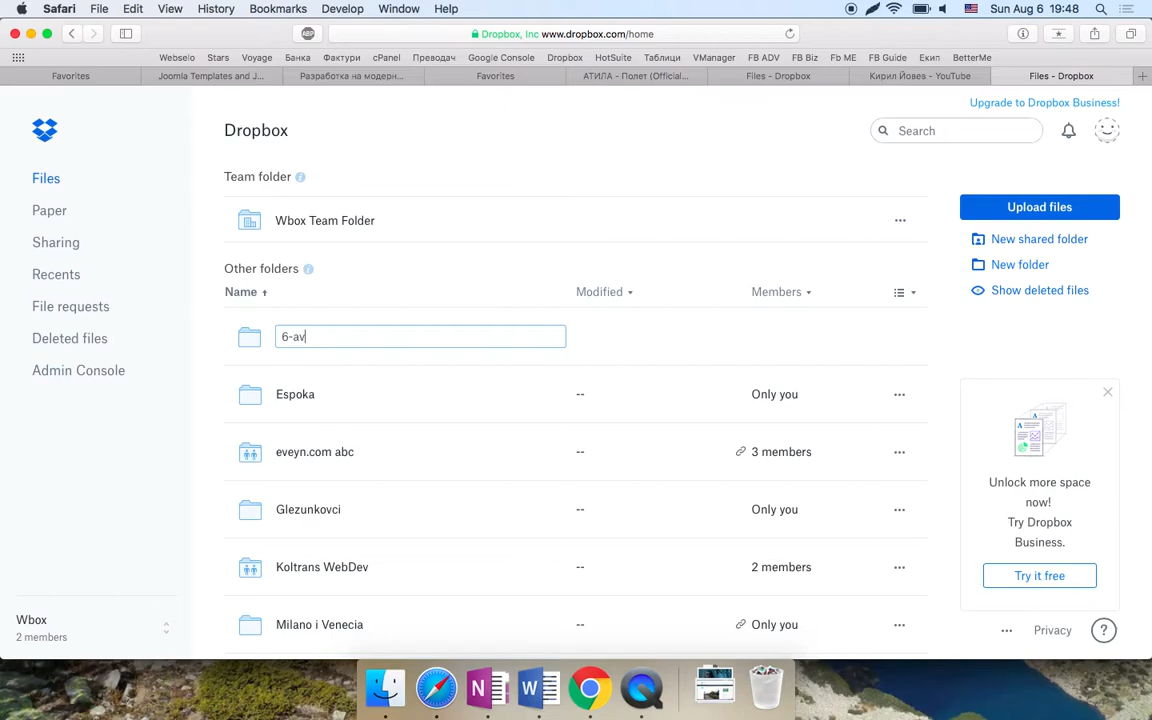 Safari File Edit View History Bookmarks Develop Window Help Sun Aug 6 19:48
ABP Dropbox, Inc www.dropbox.com/home
Webselo Stars Voyage Банка Фактури cPanel Преводач Google Console Dropbox HotSuite Таблици VManager FB ADV FB Biz Fb ME FB Guide Екип BetterMe
Favorites Joomla Templates and J... Разработка на модерн... Favorites АТИЛА - Полет (Official... Files - Dropbox Кирил Йовев - YouTube Files - Dropbox
Upgrade to Dropbox Business!
Dropbox
Search
Files
Paper
Sharing
Recents
File requests
Deleted files
Admin Console
Team folder
Wbox Team Folder
Other folders
Name Modified Members
6-av
Espoka -- Only you
eveyn.com abc -- 3 members
Glezunkovci -- Only you
Koltrans WebDev -- 2 members
Milano i Venecia -- Only you
Upload files
New shared folder
New folder
Show deleted files
Unlock more space
now!
Try Dropbox
Business.
Try it free
Privacy ?
Wbox
2 members